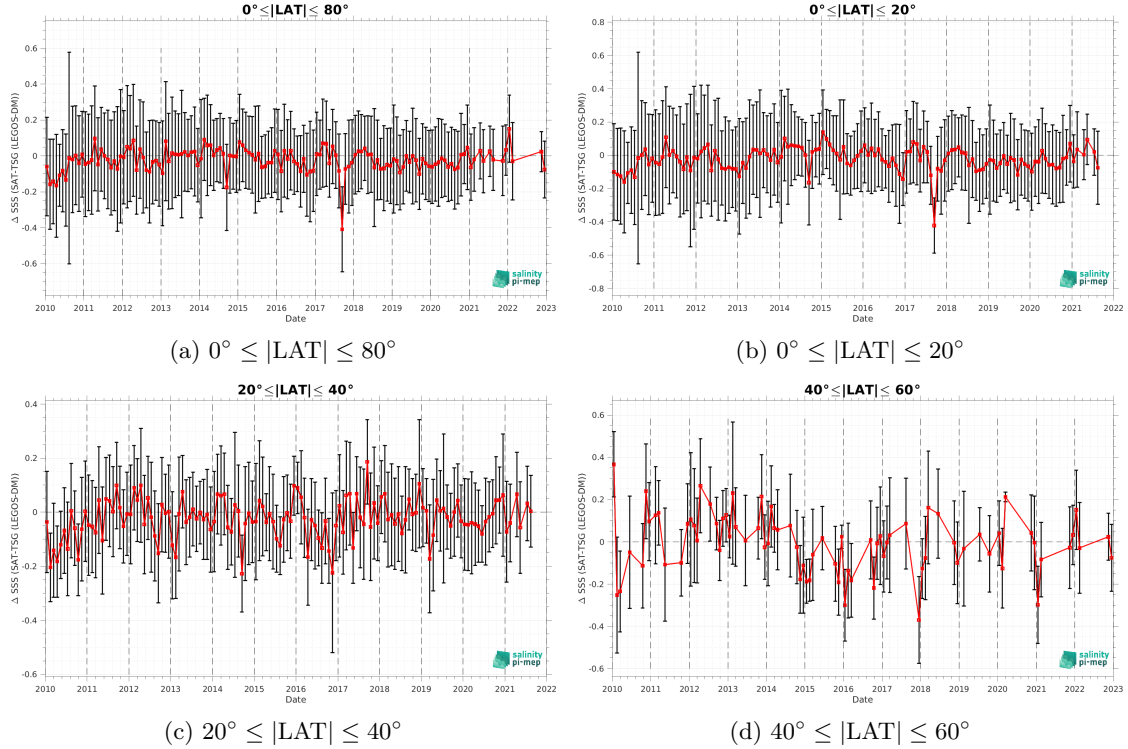 0°≤|LAT|≤ 80°
Δ SSS (SAT-TSG (LEGOS-DM))
0.6
0.4
0.2
0
-0.2
-0.4
-0.6
2010 2011 2012 2013 2014 2015 2016 2017 2018 2019 2020 2021 2022 2023
Date
salinity
pi-mep
(a) 0° ≤ |LAT| ≤ 80°
0°≤|LAT|≤ 20°
Δ SSS (SAT-TSG (LEGOS-DM))
0.8
0.6
0.4
0.2
0
-0.2
-0.4
-0.6
-0.8
2010 2011 2012 2013 2014 2015 2016 2017 2018 2019 2020 2021 2022
Date
salinity
pi-mep
(b) 0° ≤ |LAT| ≤ 20°
20°≤|LAT|≤ 40°
Δ SSS (SAT-TSG (LEGOS-DM))
0.4
0.2
0
-0.2
-0.4
-0.6
2010 2011 2012 2013 2014 2015 2016 2017 2018 2019 2020 2021 2022
Date
salinity
pi-mep
(c) 20° ≤ |LAT| ≤ 40°
40°≤|LAT|≤ 60°
Δ SSS (SAT-TSG (LEGOS-DM))
0.6
0.4
0.2
0
-0.2
-0.4
-0.6
2010 2011 2012 2013 2014 2015 2016 2017 2018 2019 2020 2021 2022 2023
Date
salinity
pi-mep
(d) 40° ≤ |LAT| ≤ 60°